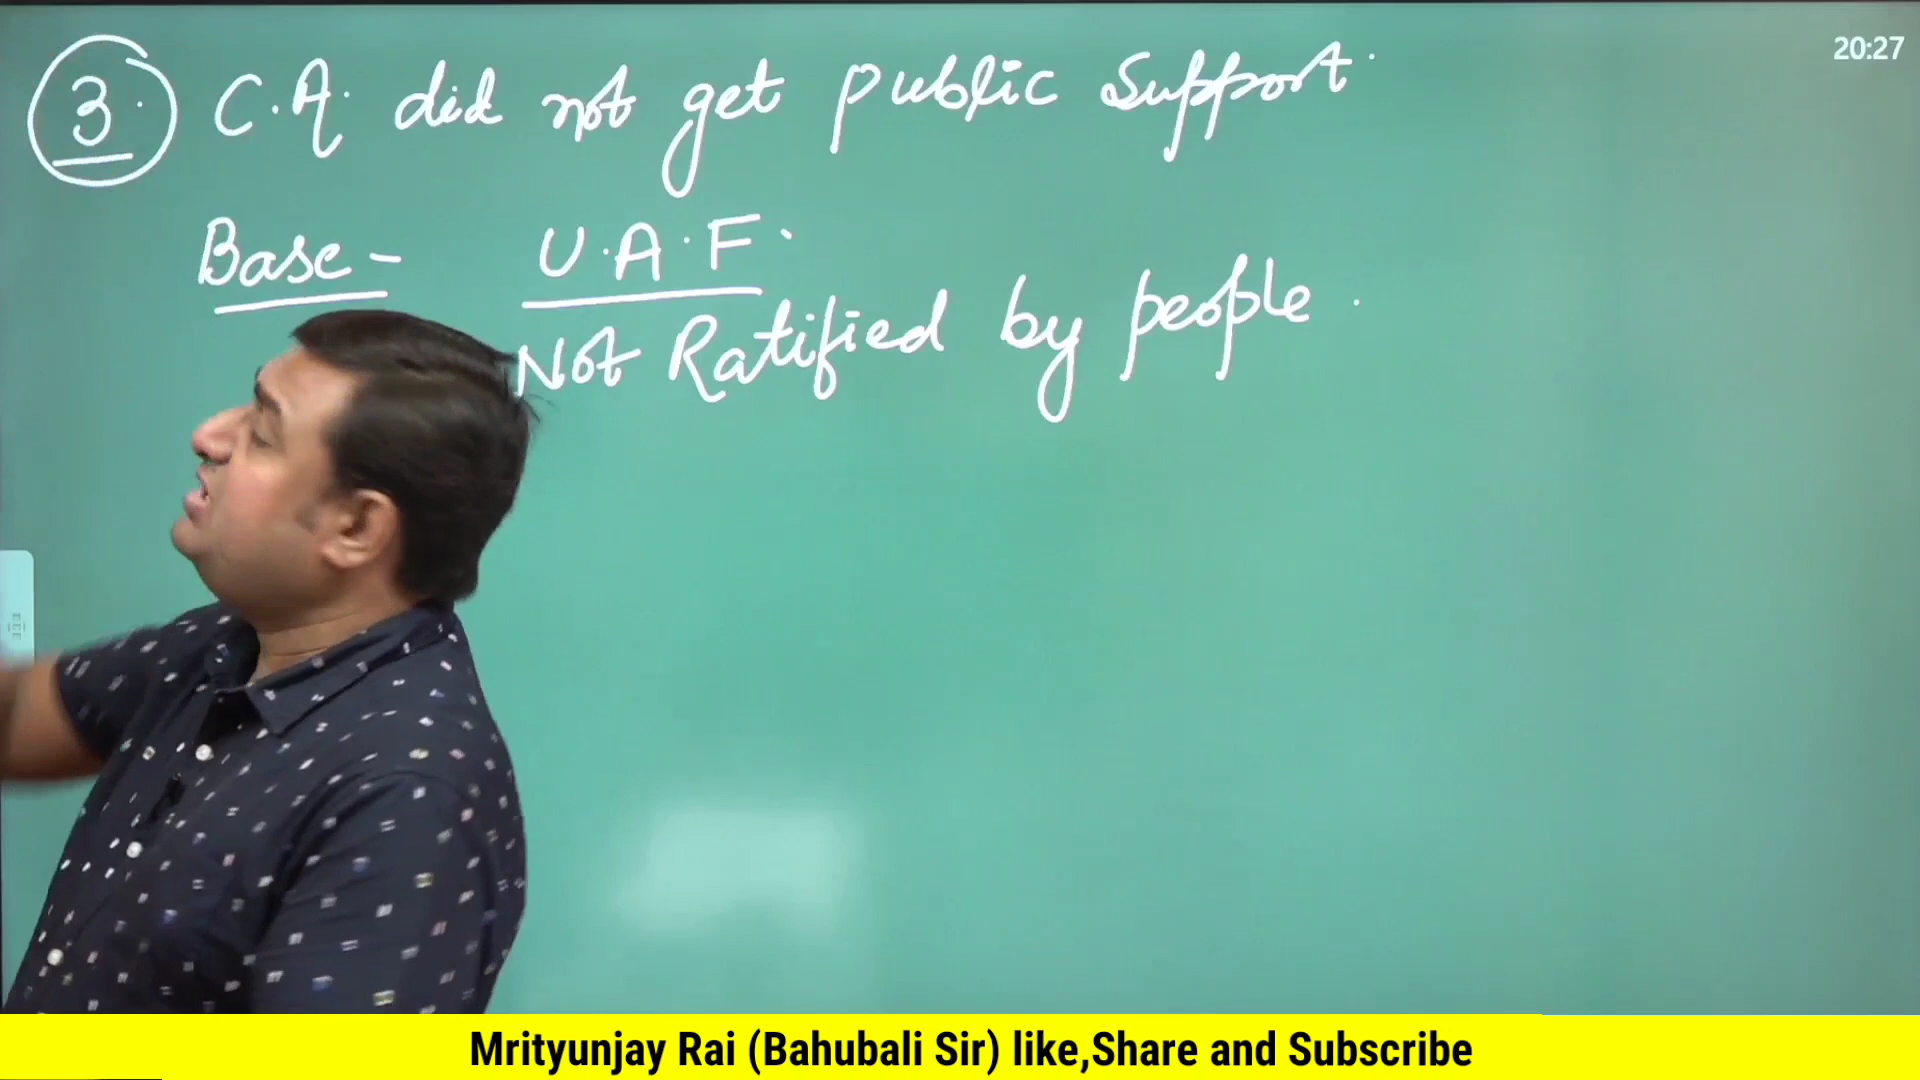 20:27
3. C.A. did not get public support.
Base - U.A.F.
Not Ratified by people.
Mrityunjay Rai (Bahubali Sir) like,Share and Subscribe